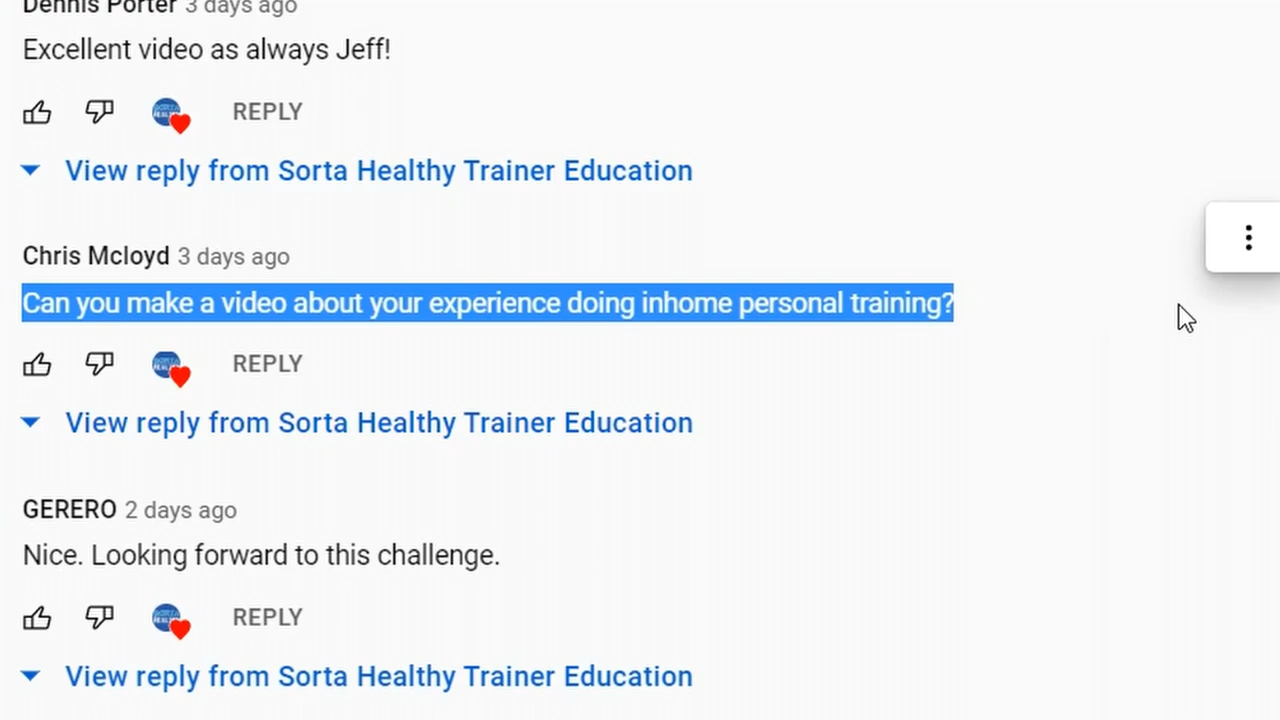 Dennis Porter 3 days ago
Excellent video as always Jeff!
REPLY
View reply from Sorta Healthy Trainer Education
Chris Mcloyd 3 days ago
Can you make a video about your experience doing inhome personal training?
REPLY
View reply from Sorta Healthy Trainer Education
GERERO 2 days ago
Nice. Looking forward to this challenge.
REPLY
View reply from Sorta Healthy Trainer Education